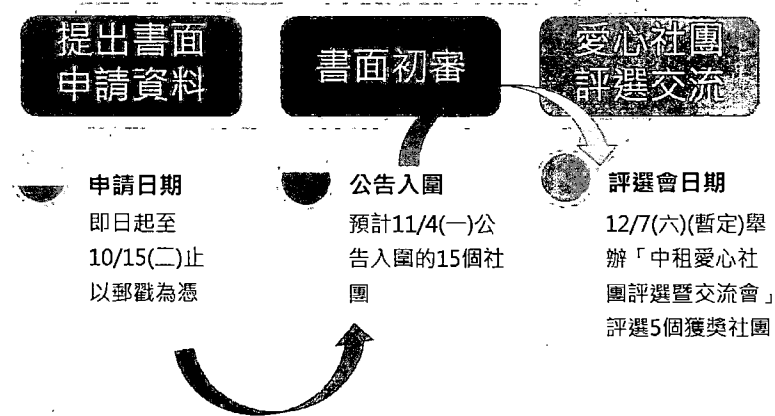 提出書面
申請資料
書面初審
愛心社團
評選交流
申請日期
即日起至
10/15(二)止
以郵戳為憑
公告入圍
預計11/4(一)公
告入圍的15個社
團
評選會日期
12/7(六)(暫定)舉
辦「中租愛心社
團評選暨交流會」
評選5個獲獎社團